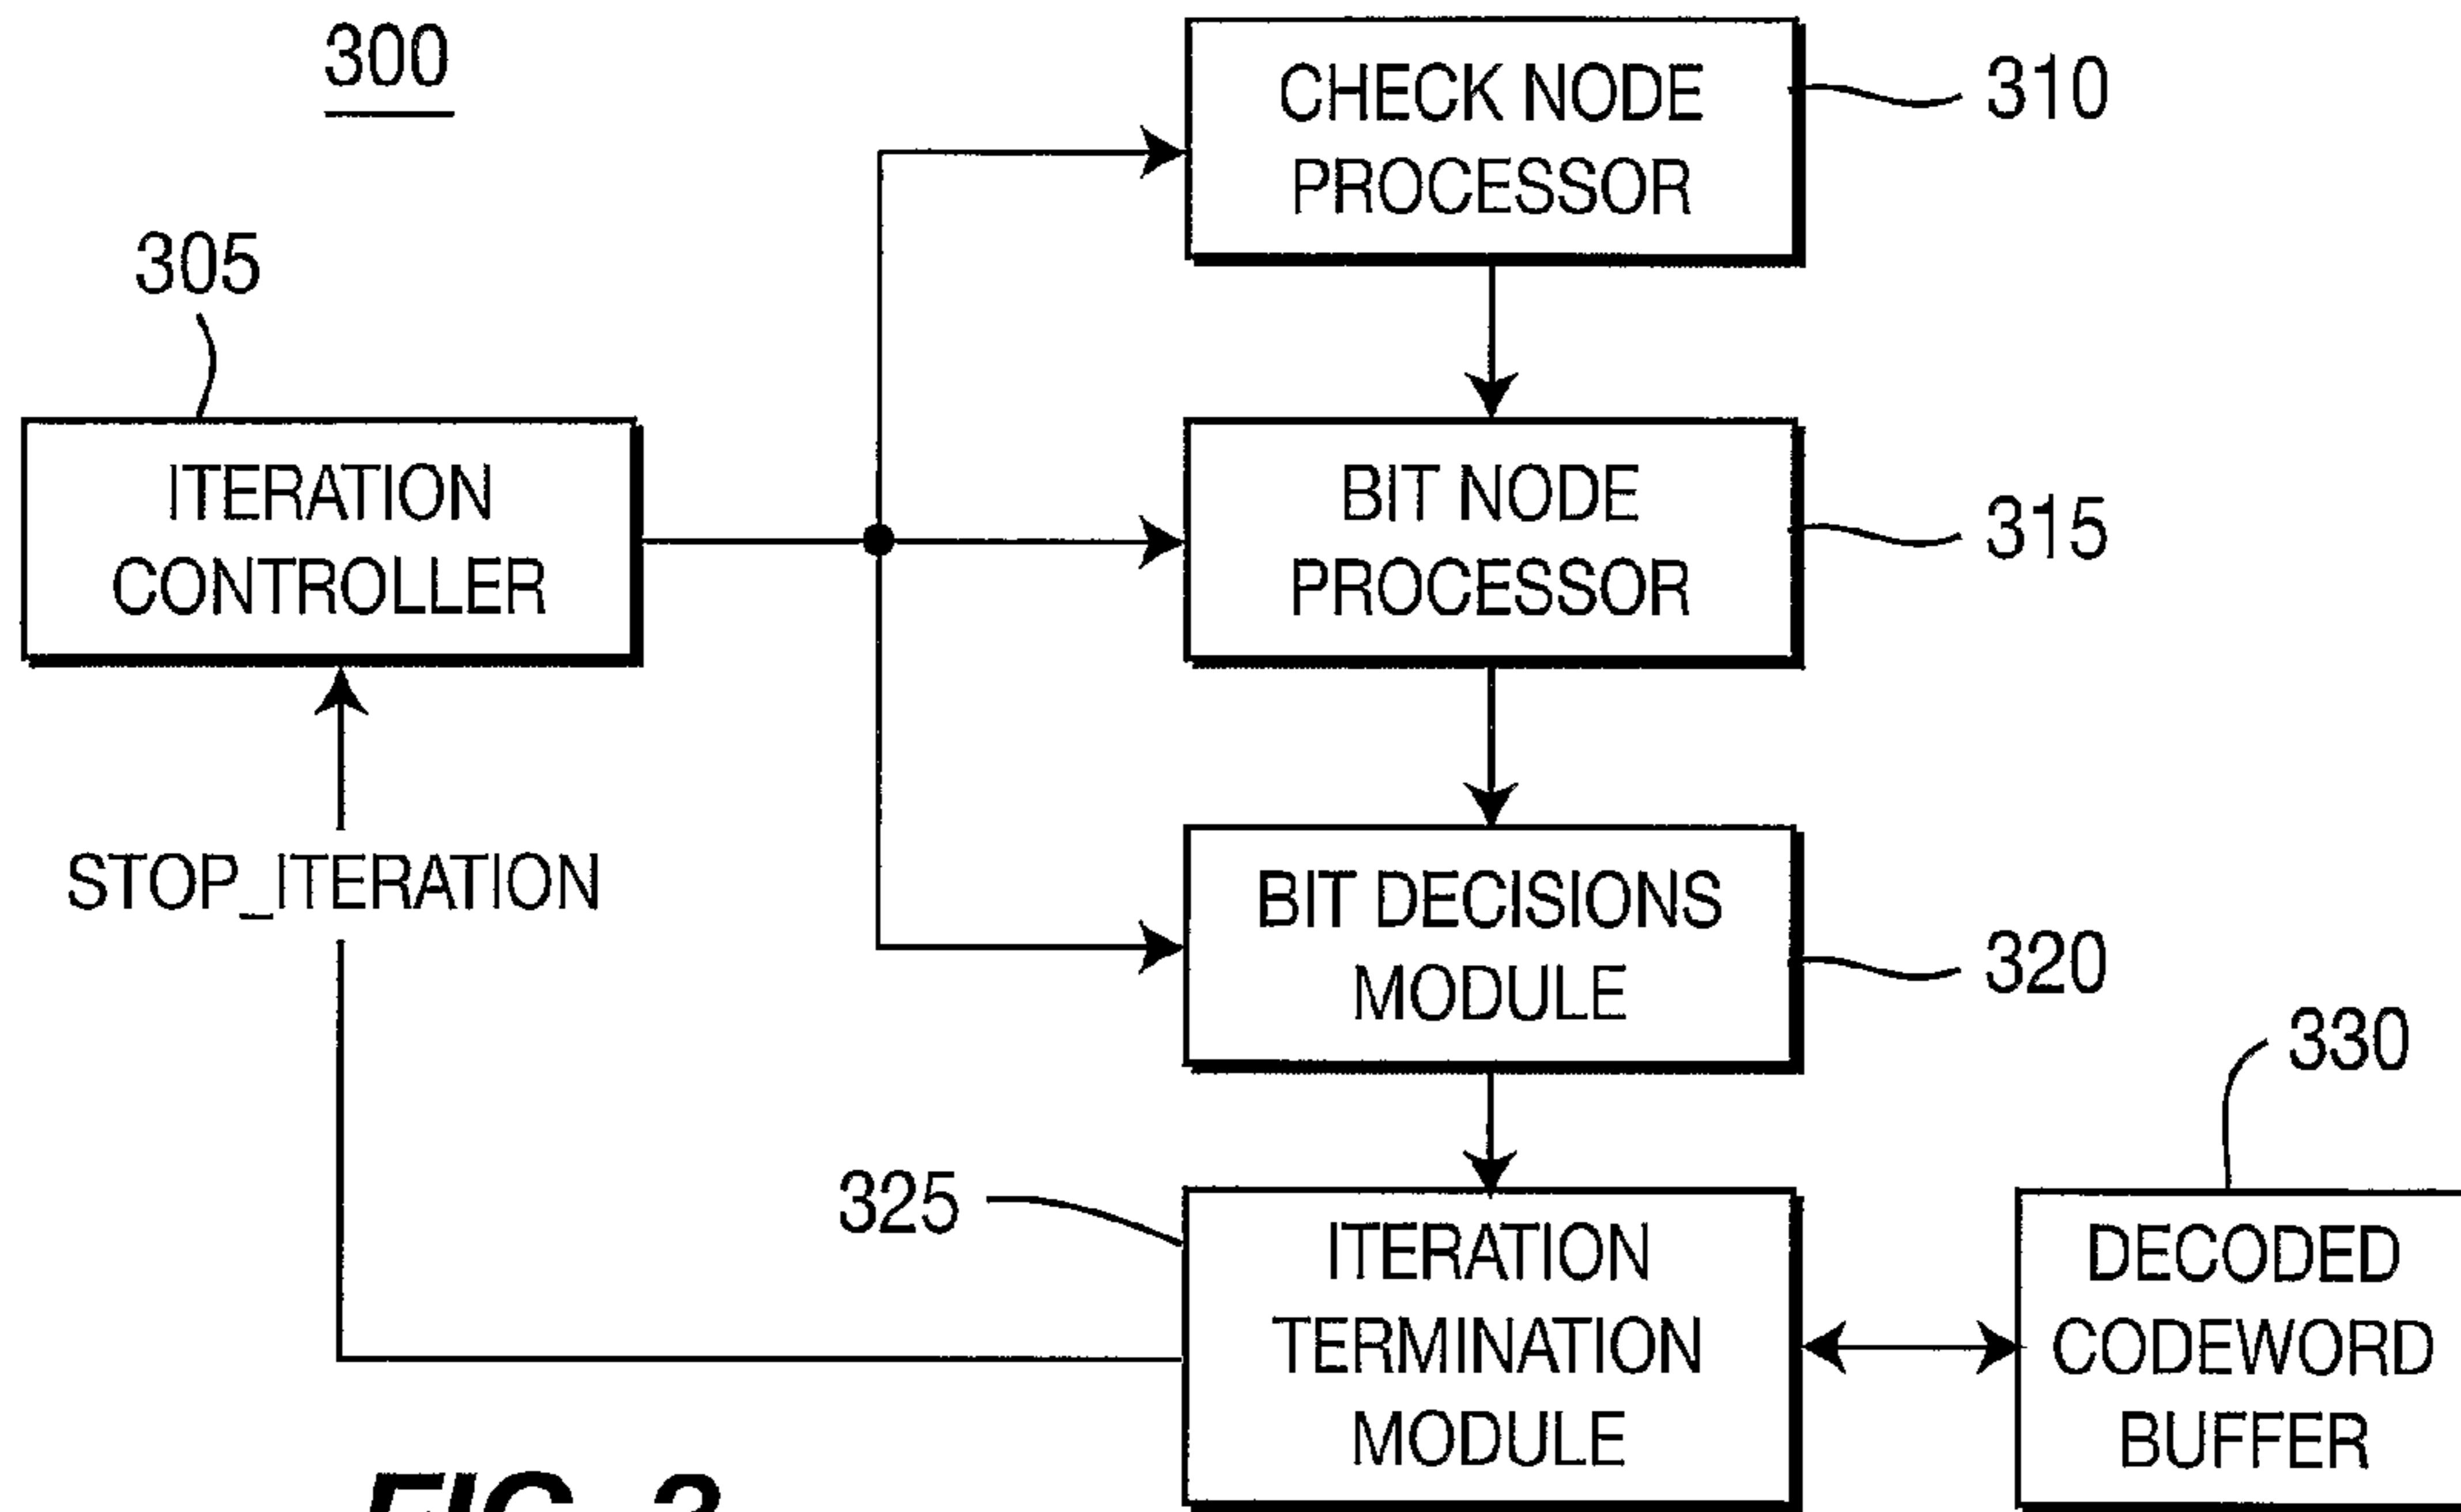 300
CHECK NODE
PROCESSOR
310
305
ITERATION
CONTROLLER
BIT NODE
PROCESSOR
315
STOP_ITERATION
BIT DECISIONS
MODULE
320
330
325
ITERATION
TERMINATION
MODULE
DECODED
CODEWORD
BUFFER
FIG.